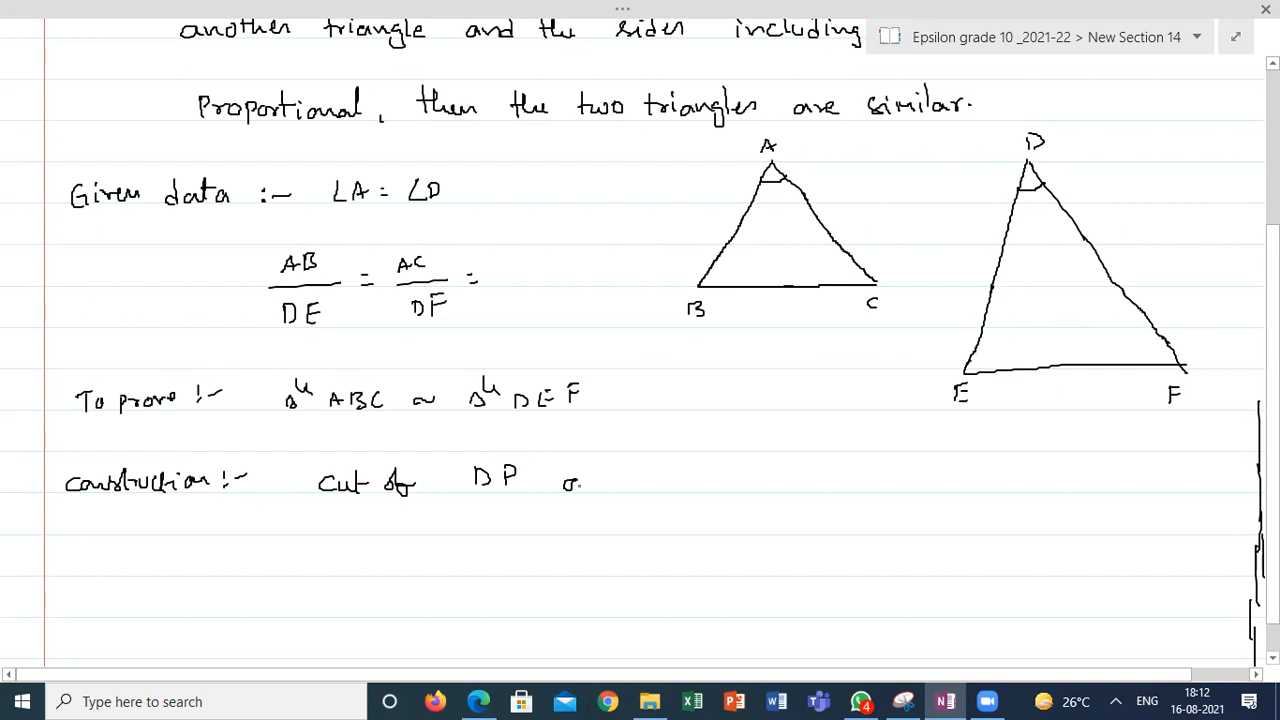 another triangle and the sides including
Epsilon grade 10 _2021-22 > New Section 14
Proportional, then the two triangles are similar.
A
D
Given data :- ∠A = ∠D
AB/DE = AC/DF =
B
C
To prove :- Δle ABC ~ Δle DEF
E
F
construction :- cut of DP o
Type here to search
4
26°C
ENG
18:12
16-08-2021